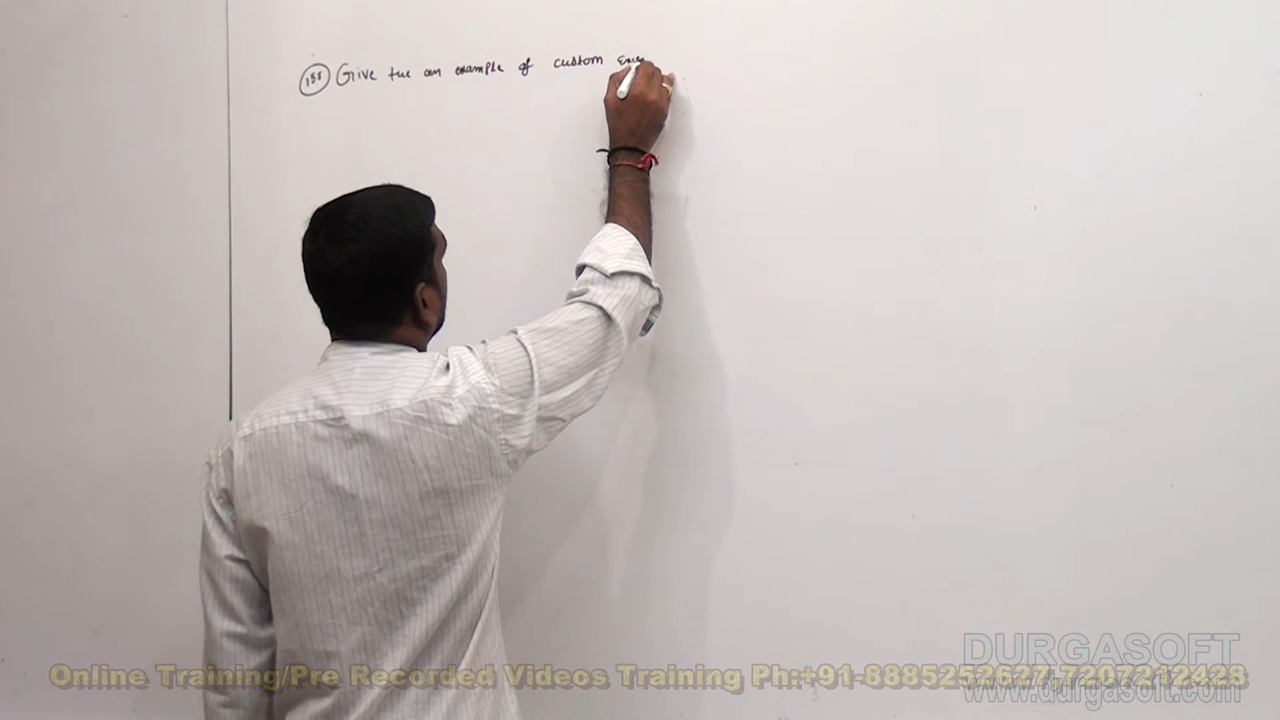 158 Give the an example of custom Exce
DURGASOFT
Online Training/Pre Recorded Videos Training Ph:+91-8885252627,7207212428
www.durgasoft.com